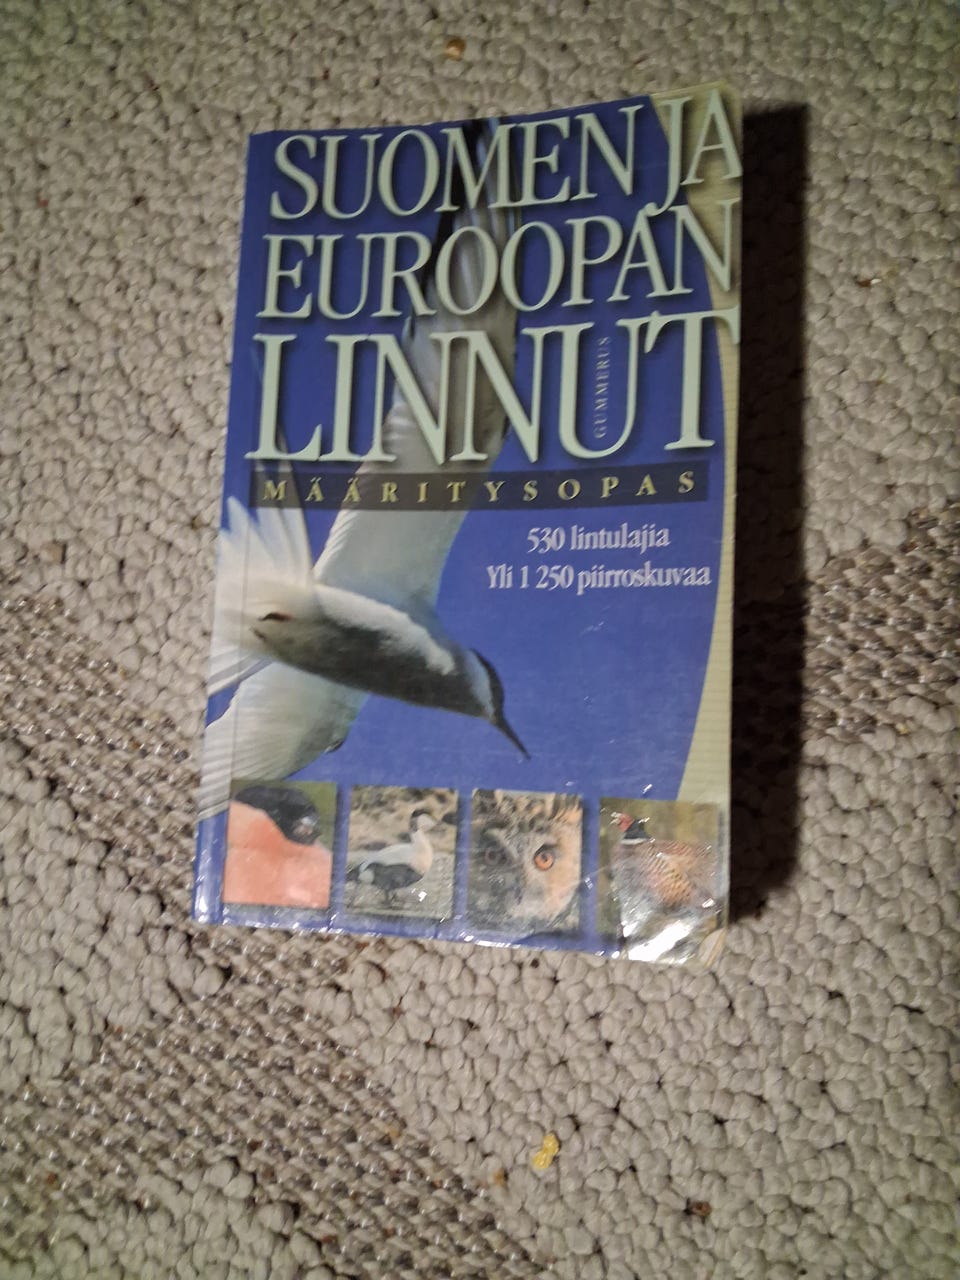 SUOMEN JA
EUROOPAN
LINNUT
GUMMERUS
MÄÄRITYSOPAS
530 lintulajia
Yli 1 250 piirroskuvaa